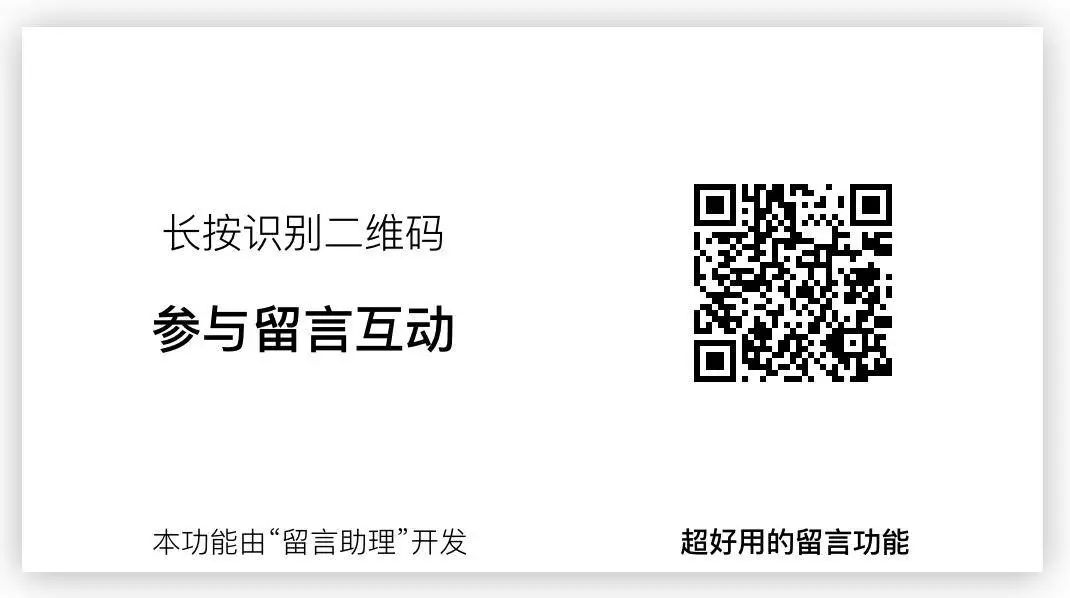 长按识别二维码
参与留言互动
本功能由“留言助理”开发
超好用的留言功能